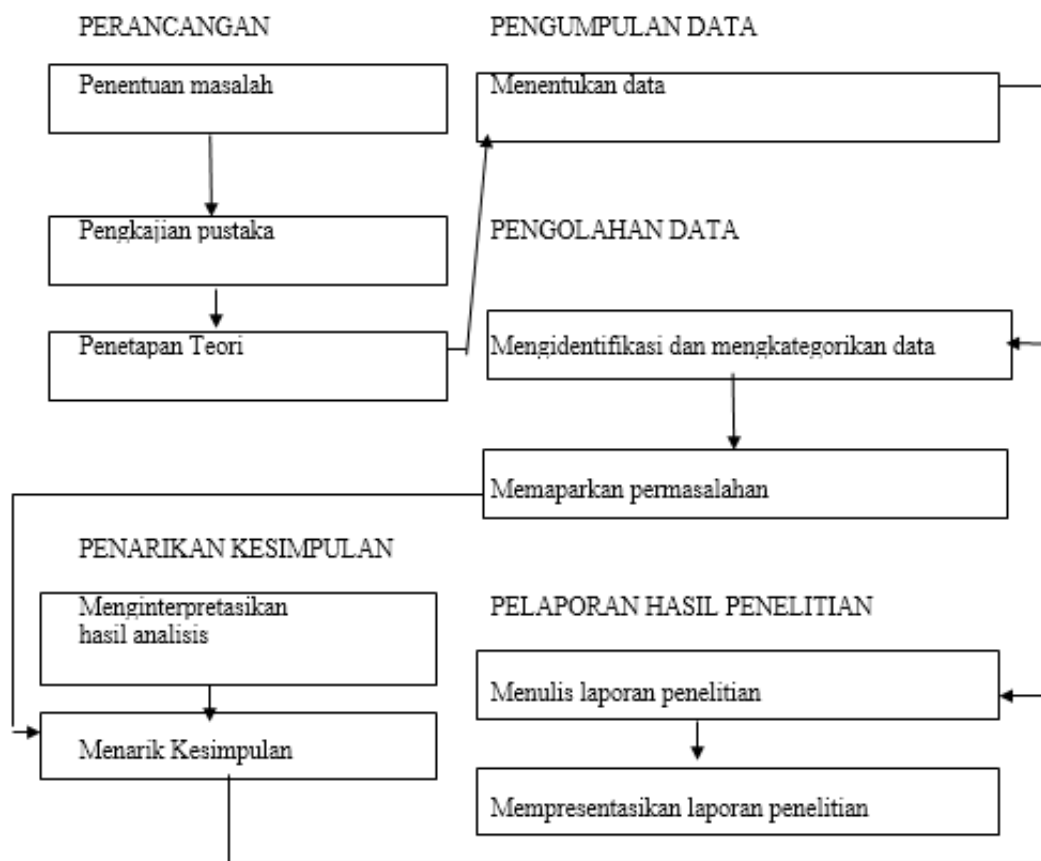 PERANCANGAN
Penentuan masalah
Pengkajian pustaka
Penetapan Teori
PENGUMPULAN DATA
Menentukan data
PENGOLAHAN DATA
Mengidentifikasi dan mengkategorikan data
Memaparkan permasalahan
PENARIKAN KESIMPULAN
Menginterpretasikan
hasil analisis
Menarik Kesimpulan
PELAPORAN HASIL PENELITIAN
Menulis laporan penelitian
Mempresentasikan laporan penelitian